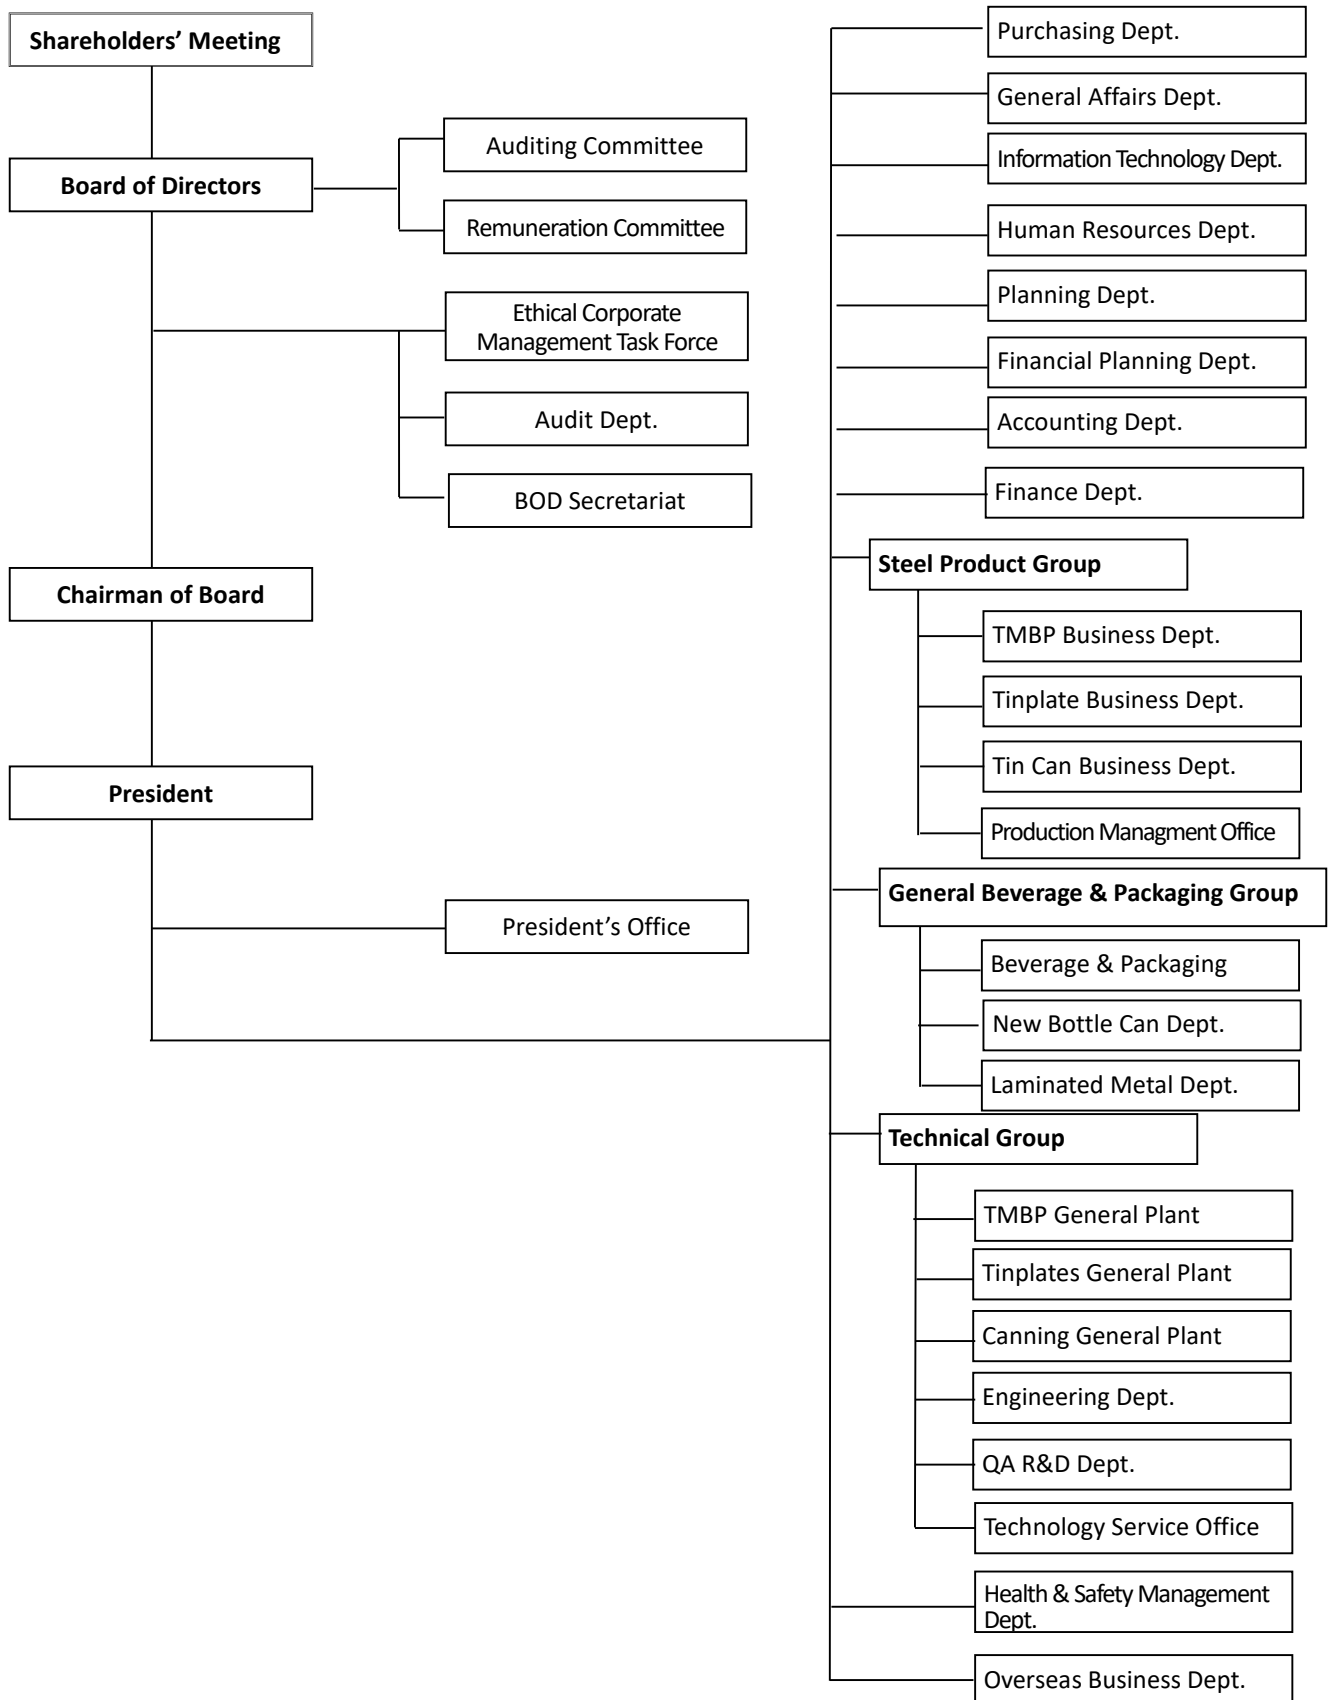 Shareholders’ Meeting
Board of Directors
Auditing Committee
Remuneration Committee
Ethical Corporate
Management Task Force
Audit Dept.
BOD Secretariat
Chairman of Board
President
President’s Office
Purchasing Dept.
General Affairs Dept.
Information Technology Dept.
Human Resources Dept.
Planning Dept.
Financial Planning Dept.
Accounting Dept.
Finance Dept.
Steel Product Group
TMBP Business Dept.
Tinplate Business Dept.
Tin Can Business Dept.
Production Managment Office
General Beverage & Packaging Group
Beverage & Packaging
New Bottle Can Dept.
Laminated Metal Dept.
Technical Group
TMBP General Plant
Tinplates General Plant
Canning General Plant
Engineering Dept.
QA R&D Dept.
Technology Service Office
Health & Safety Management
Dept.
Overseas Business Dept.